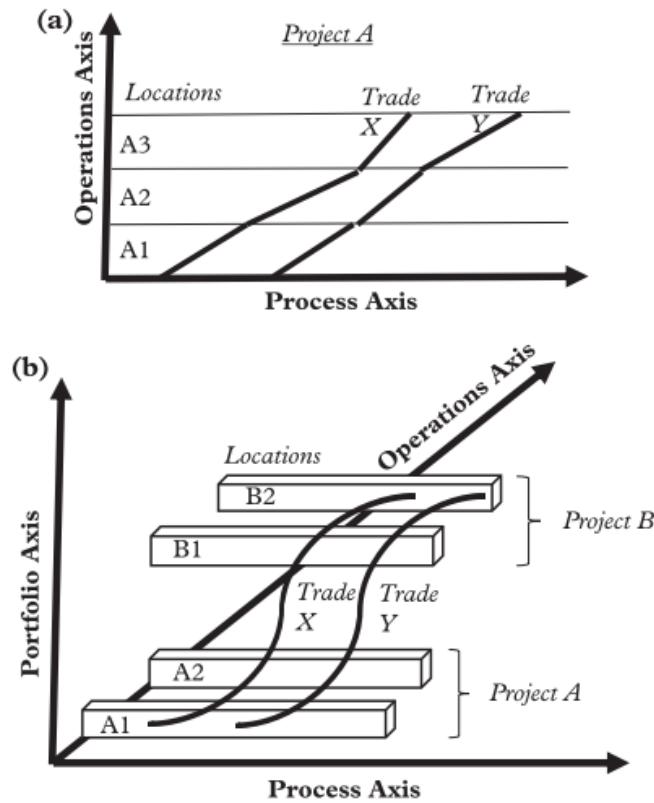 (a)
Project A
Operations Axis
Locations
Trade
X
Trade
Y
A3
A2
A1
Process Axis
(b)
Portfolio Axis
Operations Axis
Locations
B2
B1
Project B
Trade
X
Trade
Y
A2
A1
Project A
Process Axis